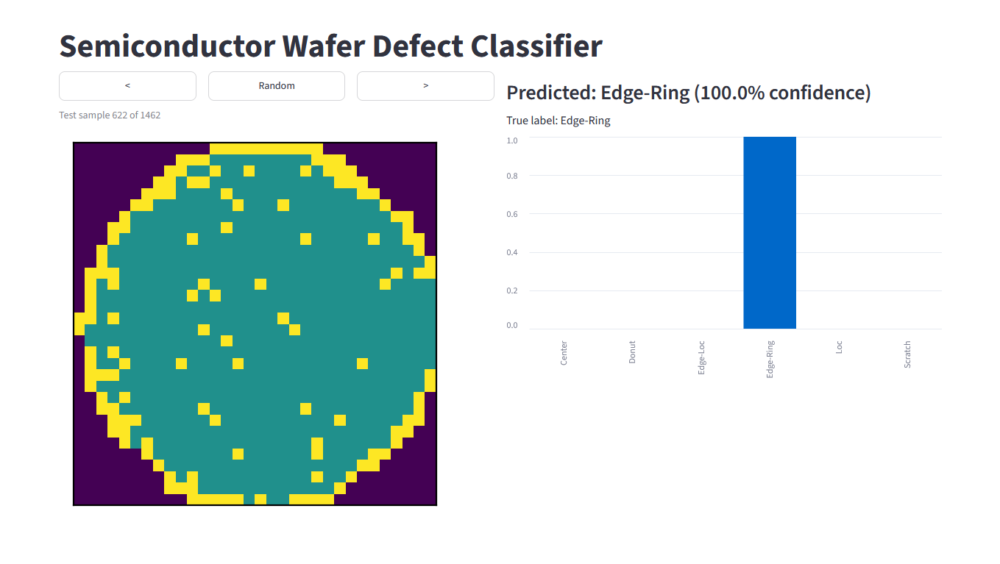 Semiconductor Wafer Defect Classifier
<
Random
>
Test sample 622 of 1462
Predicted: Edge-Ring (100.0% confidence)
True label: Edge-Ring
1.0
0.8
0.6
0.4
0.2
0.0
Center
Donut
Edge-Loc
Edge-Ring
Loc
Scratch